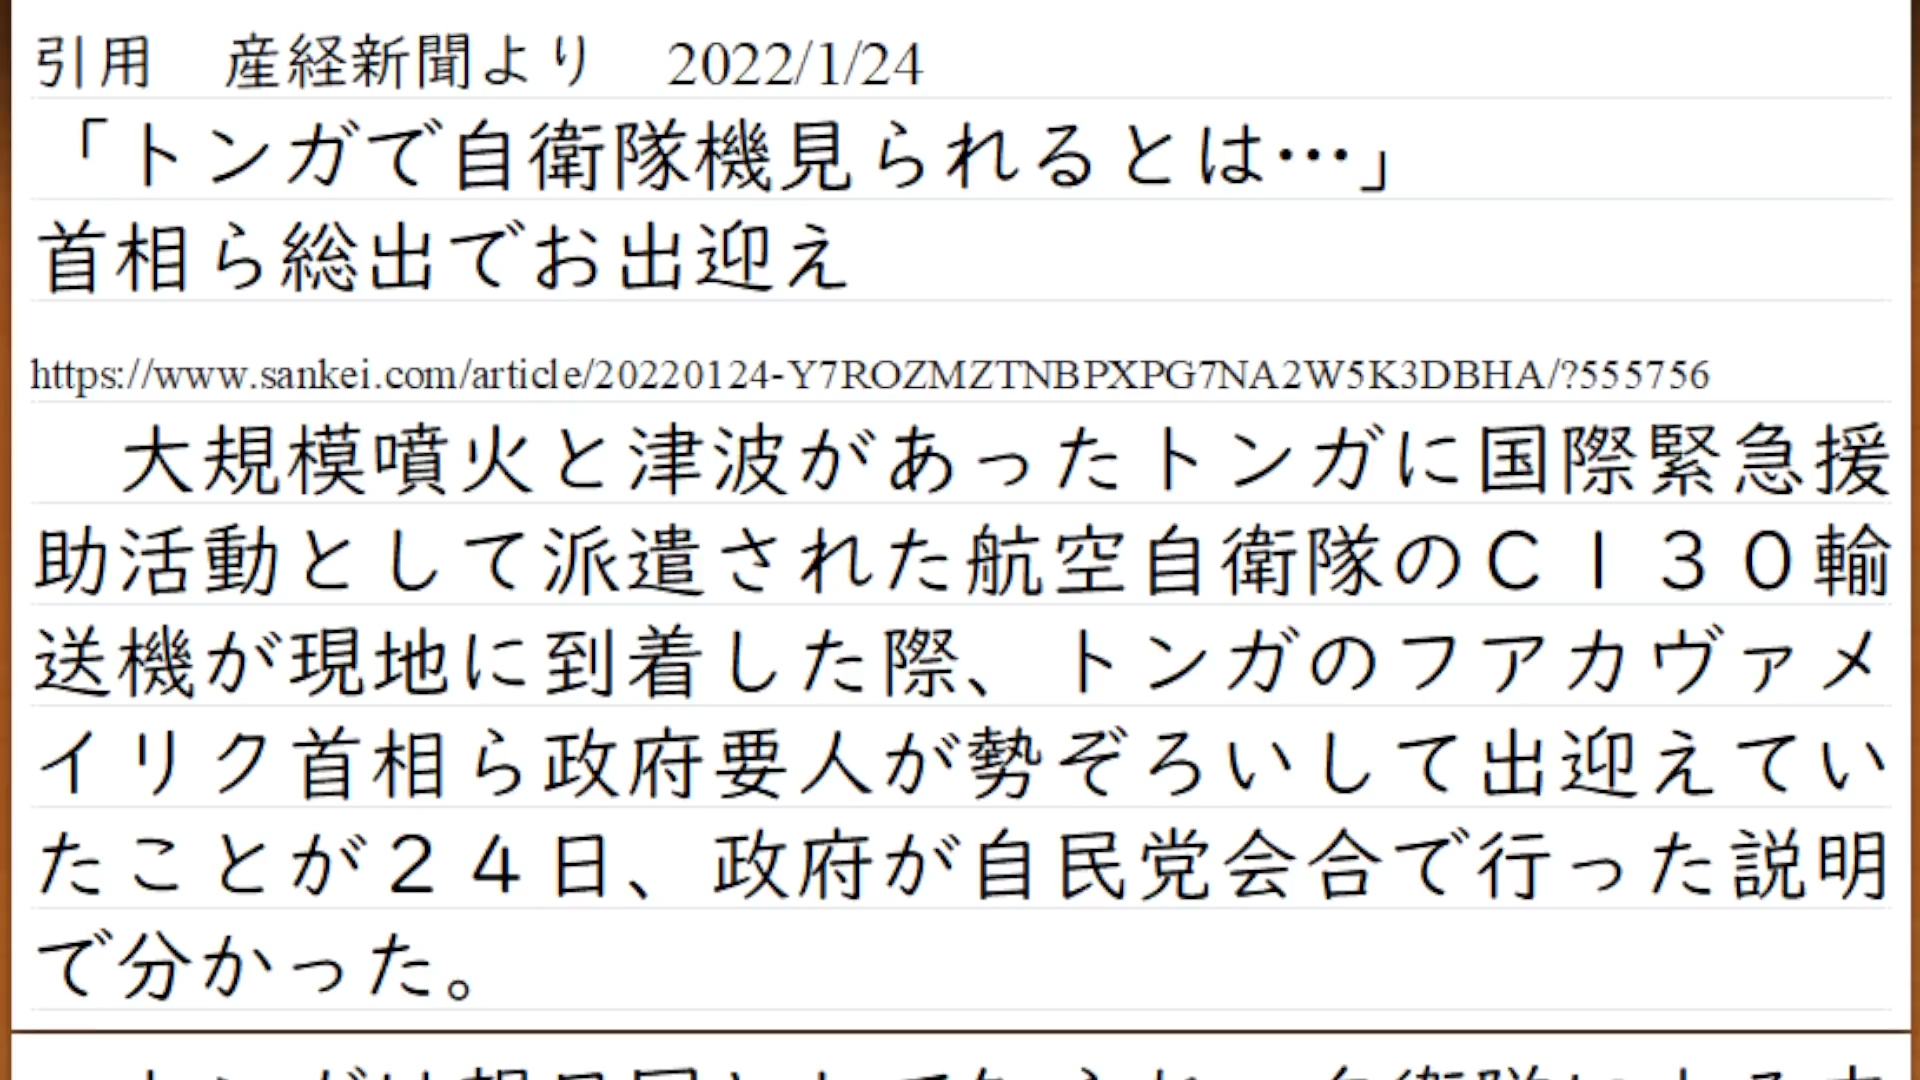 引用　産経新聞より　2022/1/24
「トンガで自衛隊機見られるとは…」
首相ら総出でお出迎え
https://www.sankei.com/article/20220124-Y7ROZMZTNBPXPG7NA2W5K3DBHA/?555756
　大規模噴火と津波があったトンガに国際緊急援
助活動として派遣された航空自衛隊のＣ１３０輸
送機が現地に到着した際、トンガのフアカヴァメ
イリク首相ら政府要人が勢ぞろいして出迎えてい
たことが２４日、政府が自民党会合で行った説明
で分かった。